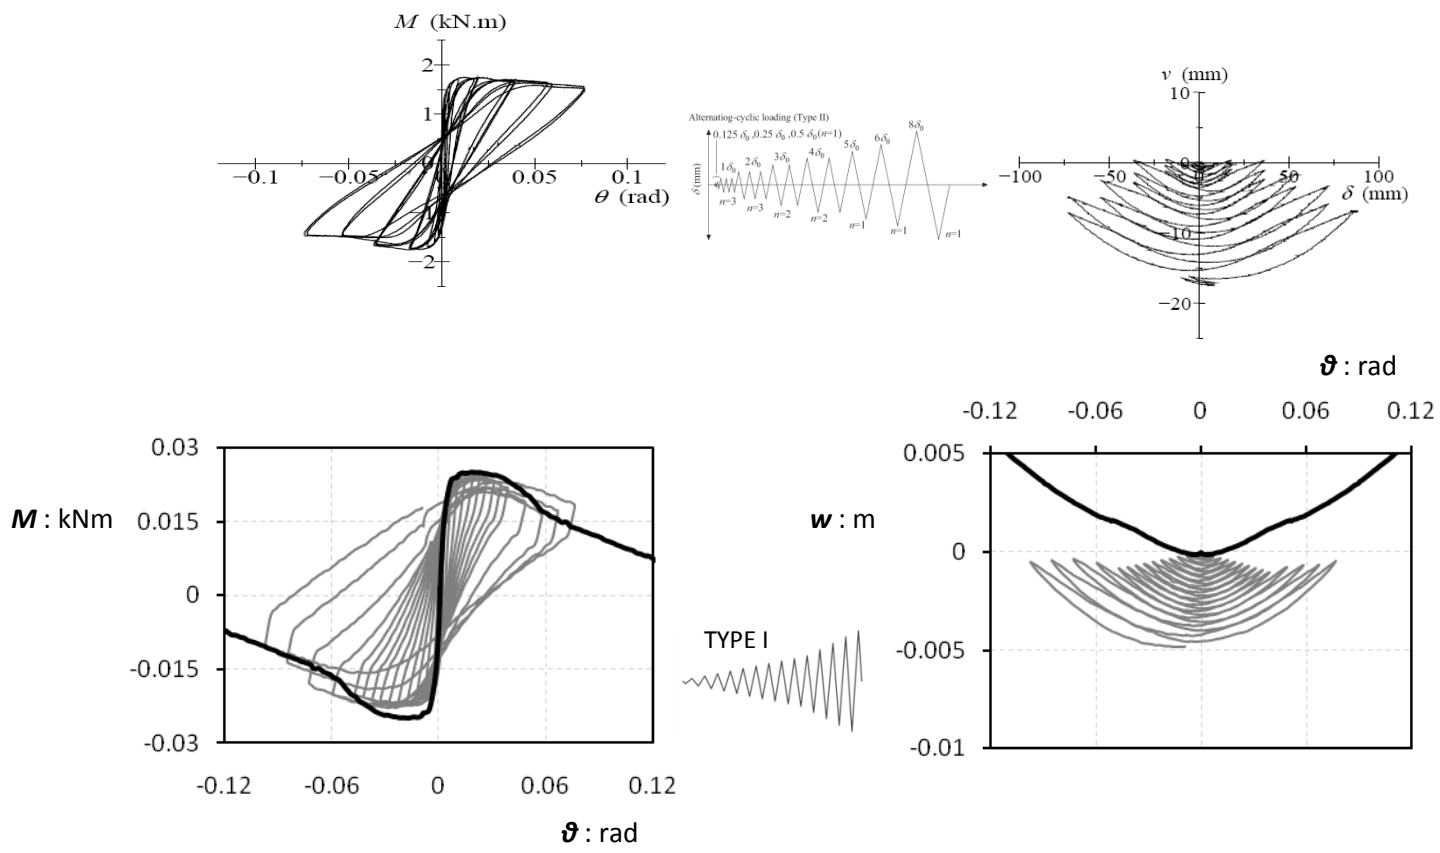 M (kN.m)
2
1
0
−0.1
−0.05
0.05
0.1
θ (rad)
−1
−2
Alternatiog-cyclic loading (Type II)
0.125 δ0 ,0.25 δ0 ,0.5 δ0(n=1)
δ (mm)
1δ0
2δ0
3δ0
4δ0
5δ0
6δ0
8δ0
n=3
n=3
n=2
n=2
n=1
n=1
n=1
v (mm)
10
−100
−50
0
50
100
δ (mm)
−10
−20
ϑ : rad
-0.12
-0.06
0
0.06
0.12
M : kNm
0.03
0.015
0
-0.015
-0.03
-0.12
-0.06
0
0.06
0.12
ϑ : rad
TYPE I
w : m
0.005
0
-0.005
-0.01